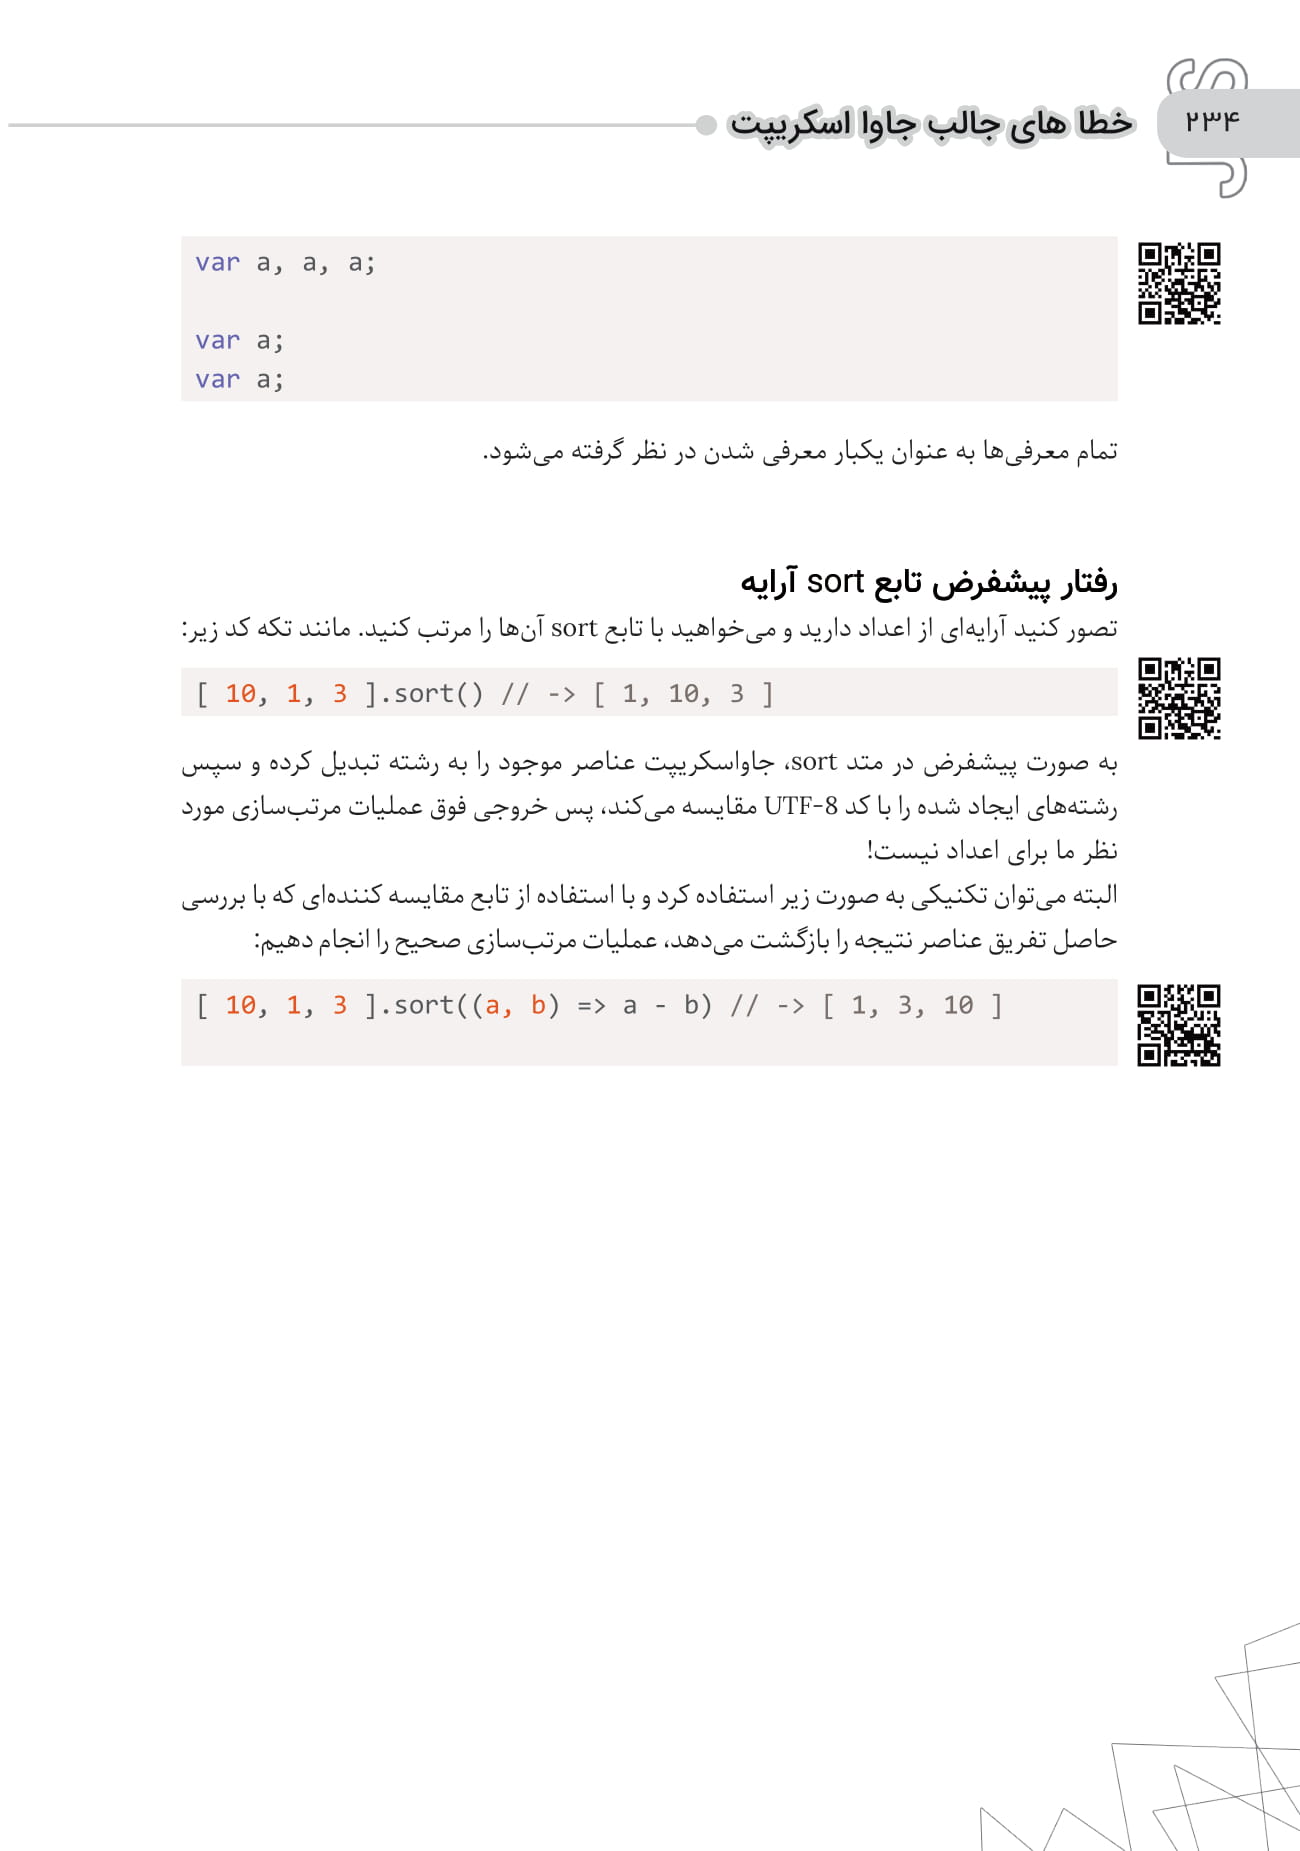 ۲۳۴
خطا های جالب جاوا اسکریپت
var a, a, a;
var a;
var a;
تمام معرفی‌ها به عنوان یکبار معرفی شدن در نظر گرفته می‌شود.
رفتار پیشفرض تابع sort آرایه
تصور کنید آرایه‌ای از اعداد دارید و می‌خواهید با تابع sort آن‌ها را مرتب کنید. مانند تکه کد زیر:
[ 10, 1, 3 ].sort() // -> [ 1, 10, 3 ]
به صورت پیشفرض در متد sort، جاواسکریپت عناصر موجود را به رشته تبدیل کرده و سپس
رشته‌های ایجاد شده را با کد UTF-8 مقایسه می‌کند، پس خروجی فوق عملیات مرتب‌سازی مورد
نظر ما برای اعداد نیست!
البته می‌توان تکنیکی به صورت زیر استفاده کرد و با استفاده از تابع مقایسه کننده‌ای که با بررسی
حاصل تفریق عناصر نتیجه را بازگشت می‌دهد، عملیات مرتب‌سازی صحیح را انجام دهیم:
[ 10, 1, 3 ].sort((a, b) => a - b) // -> [ 1, 3, 10 ]